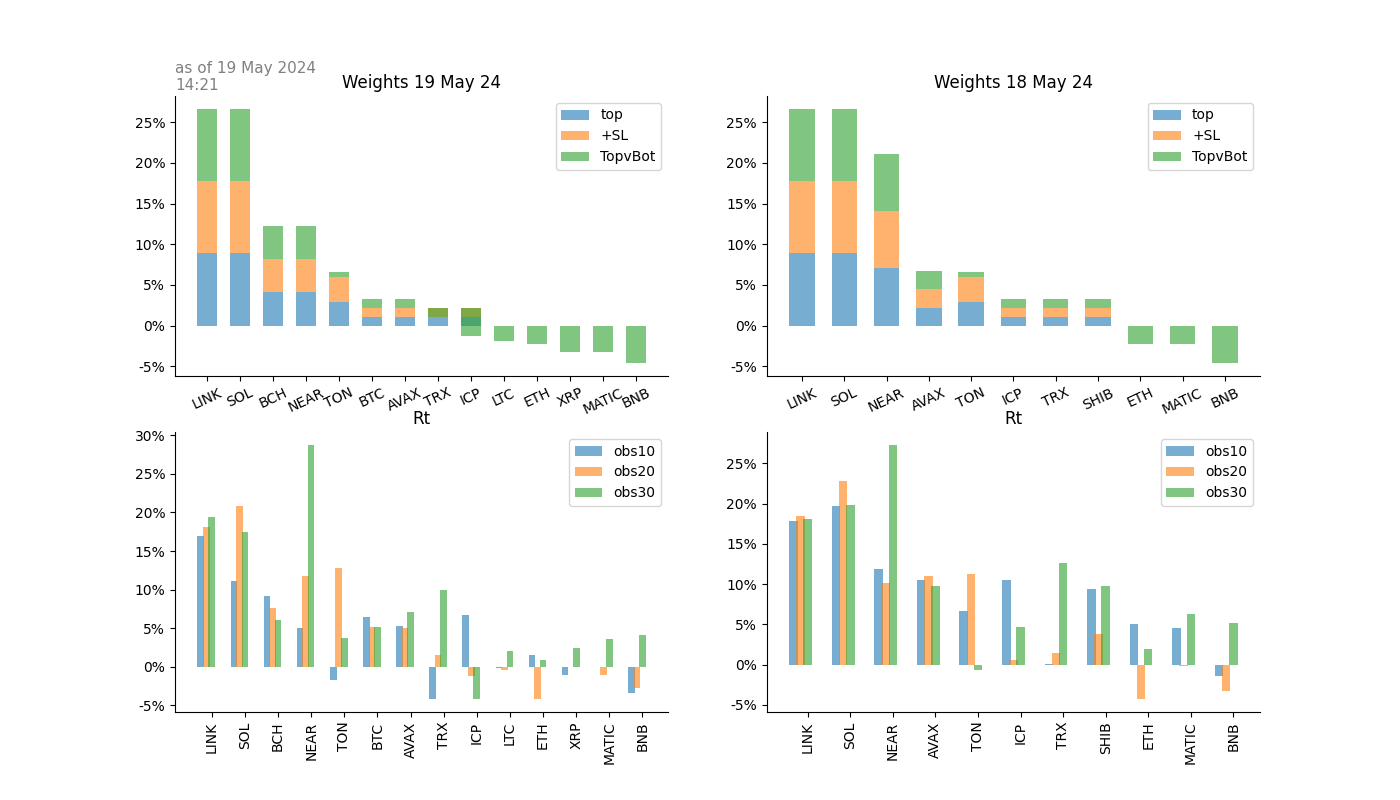 as of 19 May 2024
14:21
Weights 19 May 24
25%
20%
15%
10%
5%
0%
-5%
top
+SL
TopvBot
LINK SOL BCH NEAR TON BTC AVAX TRX ICP LTC ETH XRP MATIC BNB
Weights 18 May 24
25%
20%
15%
10%
5%
0%
-5%
top
+SL
TopvBot
LINK SOL NEAR AVAX TON ICP TRX SHIB ETH MATIC BNB
Rt
30%
25%
20%
15%
10%
5%
0%
-5%
obs10
obs20
obs30
LINK SOL BCH NEAR TON BTC AVAX TRX ICP LTC ETH XRP MATIC BNB
Rt
25%
20%
15%
10%
5%
0%
-5%
obs10
obs20
obs30
LINK SOL NEAR AVAX TON ICP TRX SHIB ETH MATIC BNB